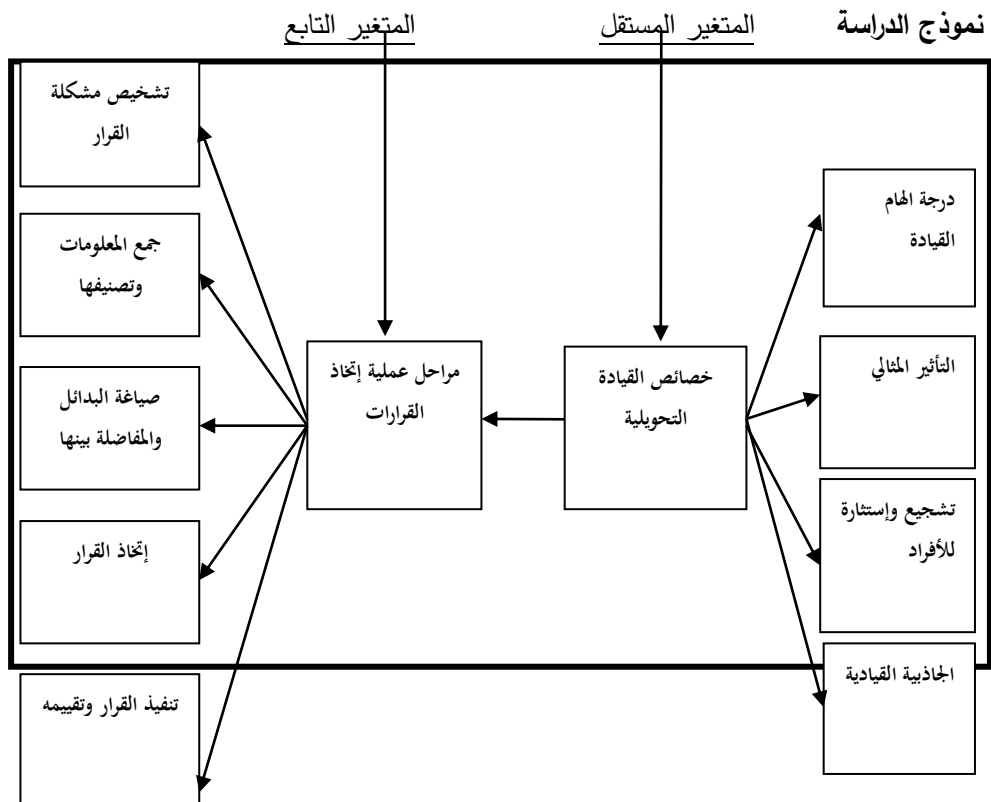 نموذج الدراسة
المتغير المستقل
المتغير التابع
درجة الهام
القيادة
التأثير المثالي
تشجيع وإستثارة
للأفراد
الجاذبية القيادية
خصائص القيادة
التحويلية
مراحل عملية إتخاذ
القرارات
تشخيص مشكلة
القرار
جمع المعلومات
وتصنيفها
صياغة البدائل
والمفاضلة بينها
إتخاذ القرار
تنفيذ القرار وتقييمه